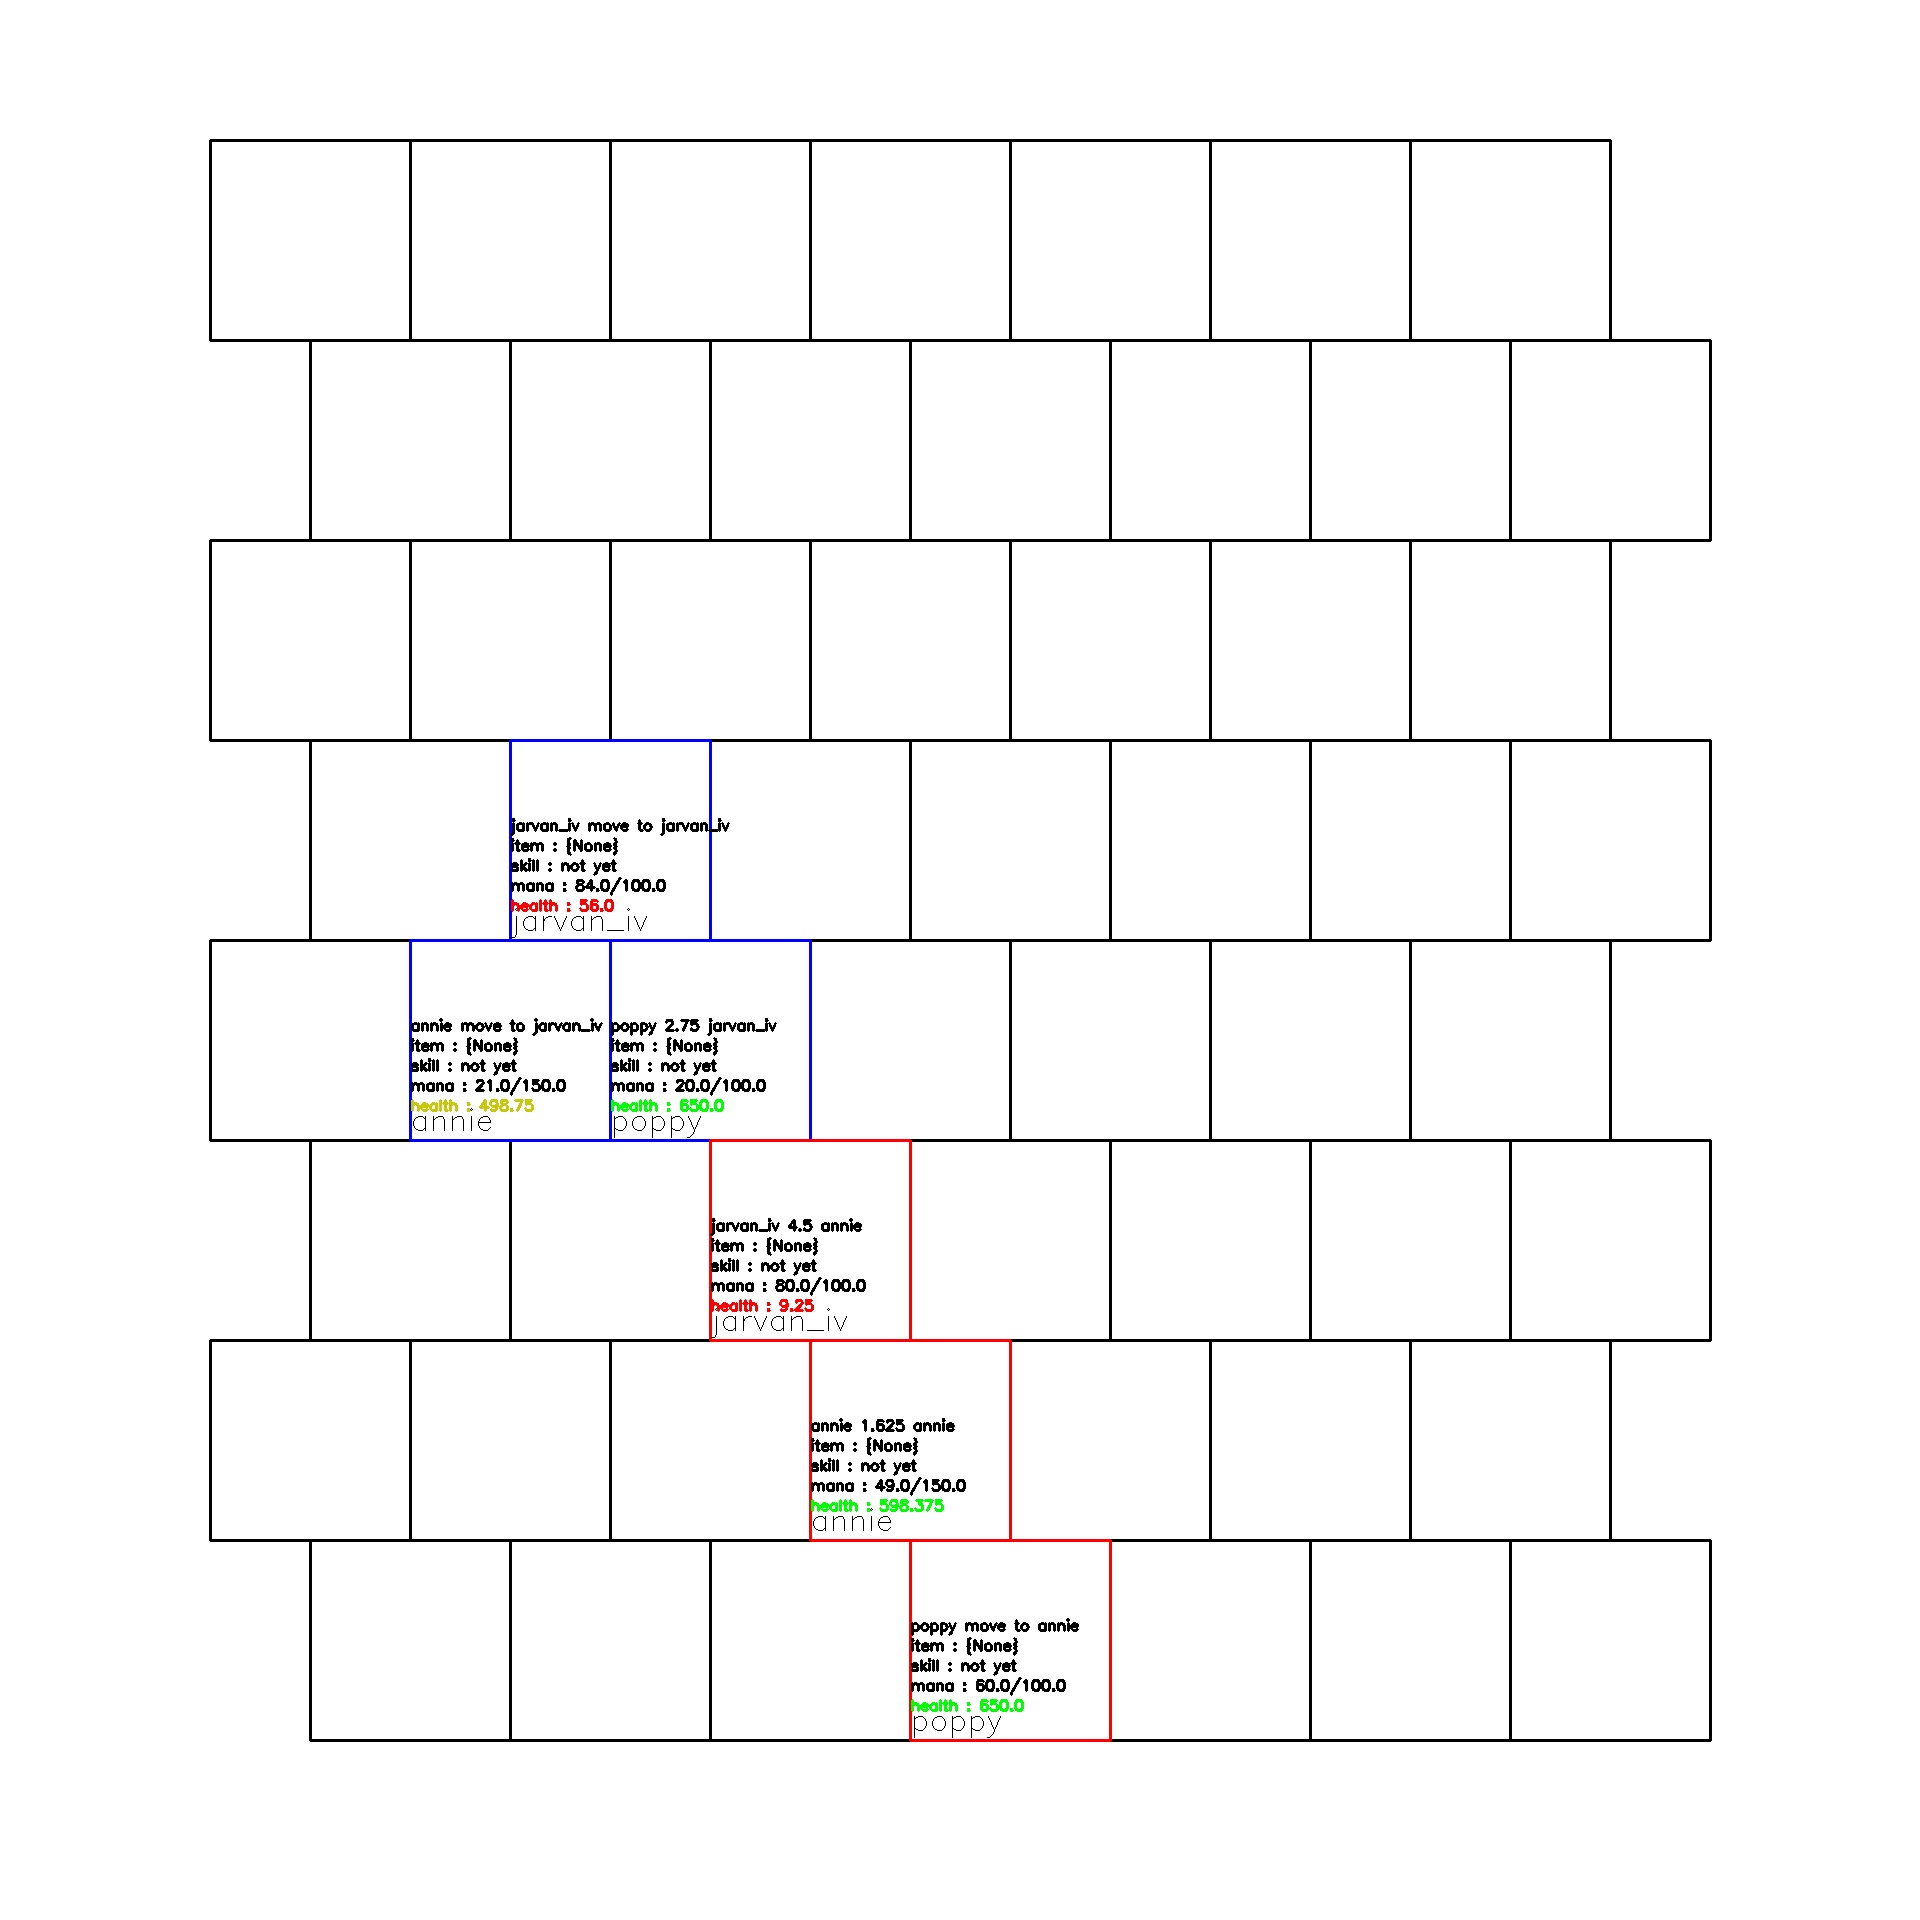 jarvan_iv move to jarvan_iv
item : {None}
skill : not yet
mana : 84.0/100.0
health : 56.0
jarvan_iv
annie move to jarvan_iv
item : {None}
skill : not yet
mana : 21.0/150.0
health : 498.75
annie
poppy 2.75 jarvan_iv
item : {None}
skill : not yet
mana : 20.0/100.0
health : 650.0
poppy
jarvan_iv 4.5 annie
item : {None}
skill : not yet
mana : 80.0/100.0
health : 9.25
jarvan_iv
annie 1.625 annie
item : {None}
skill : not yet
mana : 49.0/150.0
health : 598.375
annie
poppy move to annie
item : {None}
skill : not yet
mana : 60.0/100.0
health : 650.0
poppy